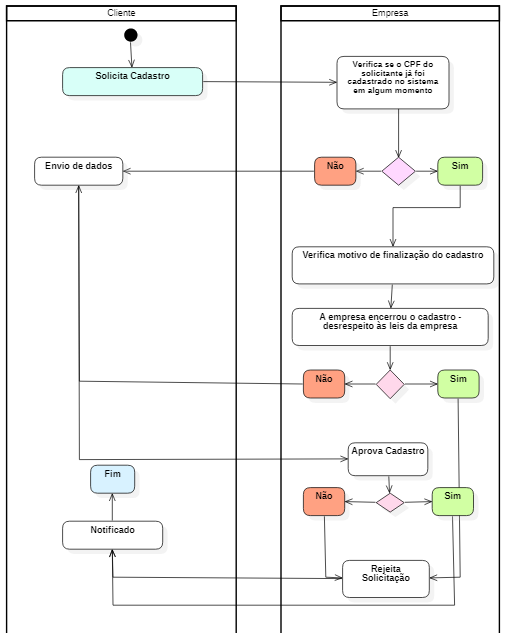 Cliente
Empresa
Solicita Cadastro
Verifica se o CPF do
solicitante já foi
cadastrado no sistema
em algum momento
Envio de dados
Não
Sim
Verifica motivo de finalização do cadastro
A empresa encerrou o cadastro -
desrespeito às leis da empresa
Não
Sim
Aprova Cadastro
Fim
Não
Sim
Notificado
Rejeita
Solicitação